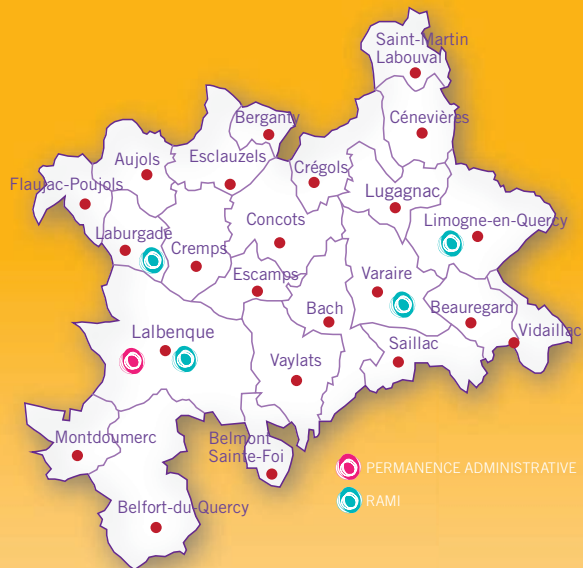 Saint-Martin
Labouval
Berganty
Cénevières
Aujols
Esclauzels
Crégols
Flaujac-Poujols
Lugagnac
Limogne-en-Quercy
Laburgade
Concots
Cremps
Escamps
Varaire
Bach
Beauregard
Vidaillac
Lalbenque
Saillac
Vaylats
Montdoumerc
Belmont
Sainte-Foi
PERMANENCE ADMINISTRATIVE
RAMI
Belfort-du-Quercy